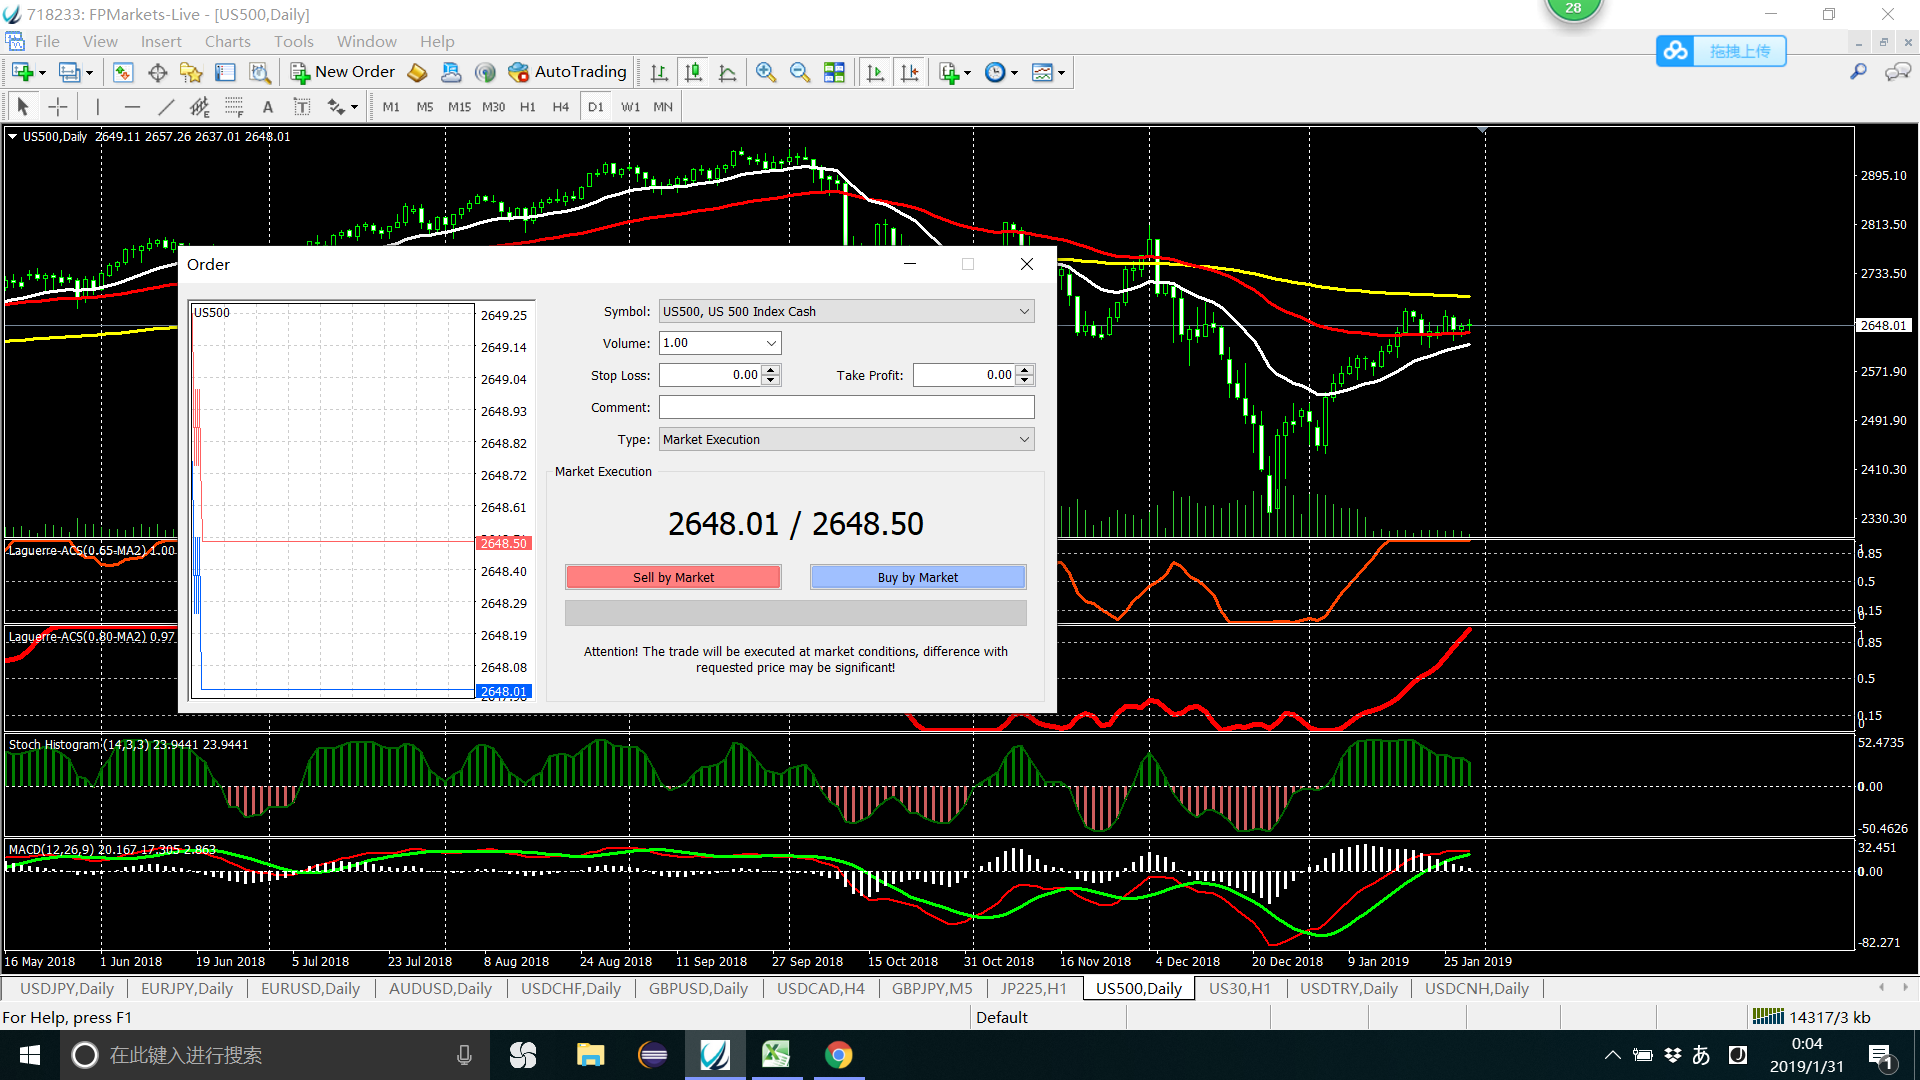 718233: FPMarkets-Live - [US500,Daily]
28
File View Insert Charts Tools Window Help
拖拽上传
New Order AutoTrading
A T
M1 M5 M15 M30 H1 H4 D1 W1 MN
US500,Daily 2649.11 2657.26 2637.01 2648.01
2895.10
2813.50
2733.50
2648.01
2571.90
2491.90
2410.30
2330.30
Order
US500
2649.25
2649.14
2649.04
2648.93
2648.82
2648.72
2648.61
2648.50
2648.40
2648.29
2648.19
2648.08
2648.01
Symbol: US500, US 500 Index Cash
Volume: 1.00
Stop Loss: 0.00 Take Profit: 0.00
Comment:
Type: Market Execution
Market Execution
2648.01 / 2648.50
Sell by Market Buy by Market
Attention! The trade will be executed at market conditions, difference with
requested price may be significant!
Laguerre-ACS(0.65-MA2) 1.00
1
0.85
0.5
0.15
0
Laguerre-ACS(0.80-MA2) 0.97
1
0.85
0.5
0.15
0
Stoch Histogram (14,3,3) 23.9441 23.9441
52.4735
0.00
-50.4626
MACD(12,26,9) 20.167 17.305 2.863
32.451
0.00
-82.271
16 May 2018 1 Jun 2018 19 Jun 2018 5 Jul 2018 23 Jul 2018 8 Aug 2018 24 Aug 2018 11 Sep 2018 27 Sep 2018 15 Oct 2018 31 Oct 2018 16 Nov 2018 4 Dec 2018 20 Dec 2018 9 Jan 2019 25 Jan 2019
USDJPY,Daily EURJPY,Daily EURUSD,Daily AUDUSD,Daily USDCHF,Daily GBPUSD,Daily USDCAD,H4 GBPJPY,M5 JP225,H1 US500,Daily US30,H1 USDTRY,Daily USDCNH,Daily
For Help, press F1 Default 14317/3 kb
在此键入进行搜索
あ
0:04
2019/1/31
1